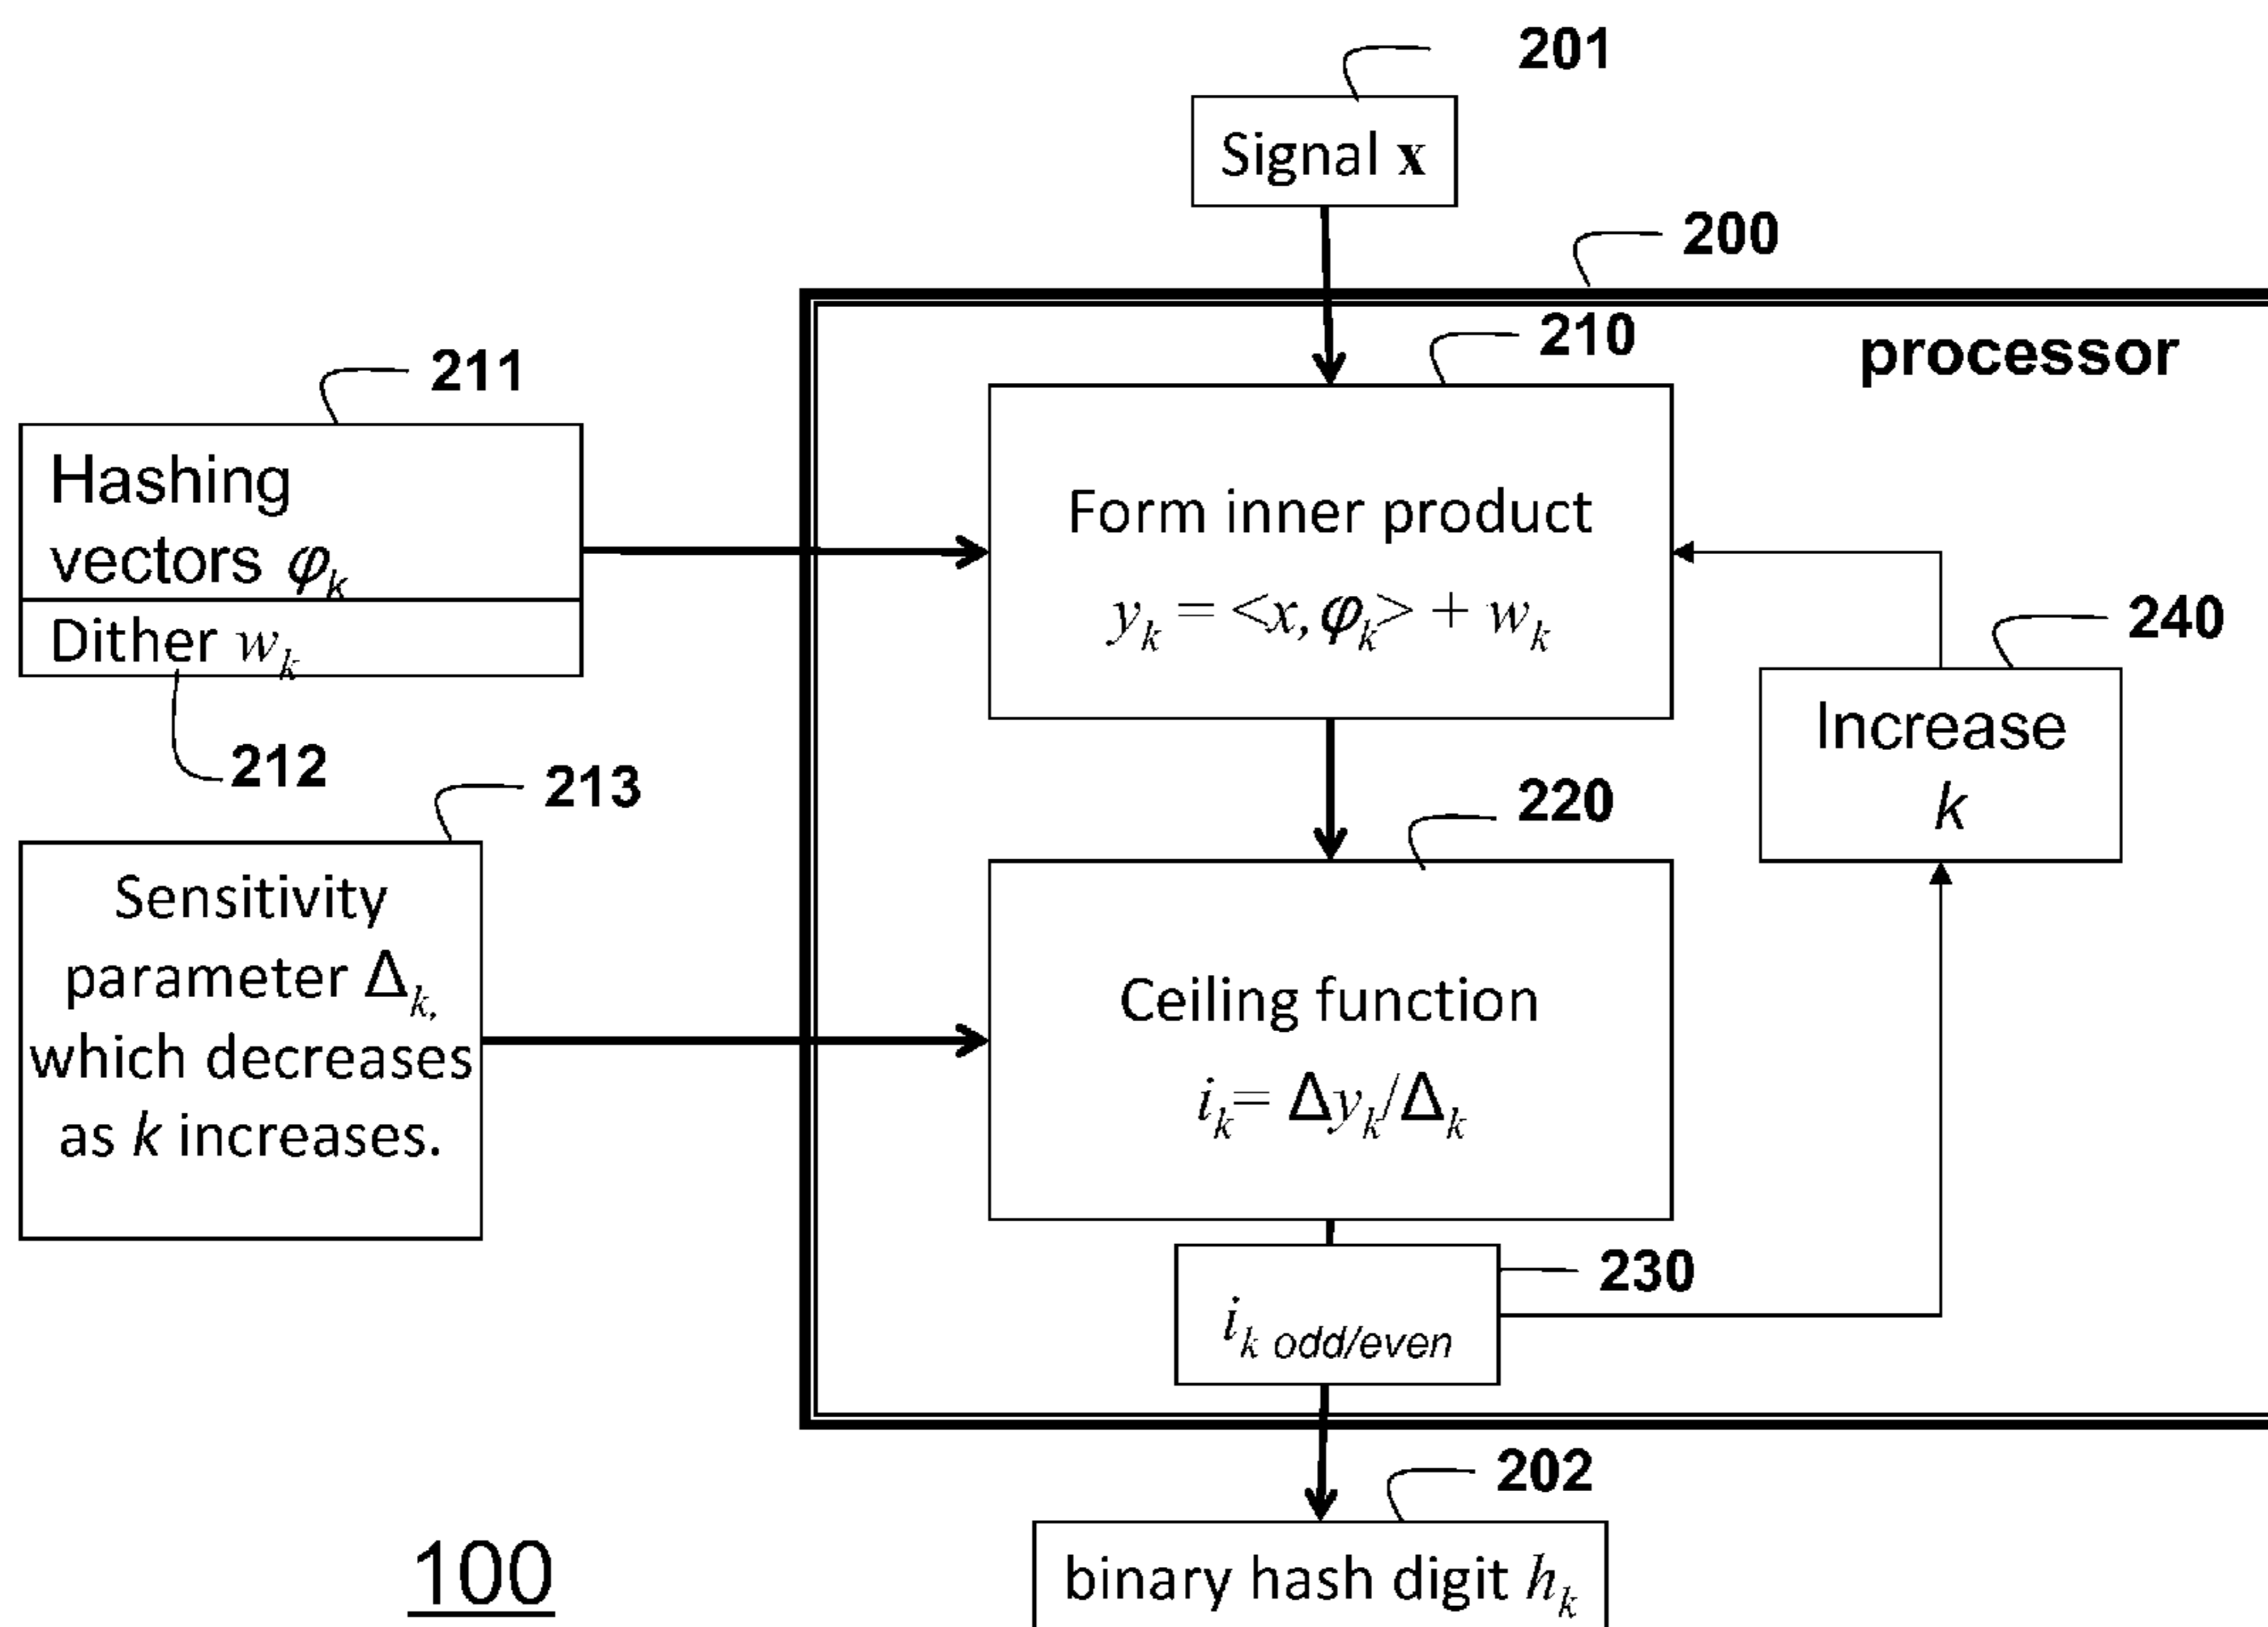 201
Signal x
200
processor
210
211
Hashing
vectors φk
Dither wk
212
Form inner product
yk = <x, φk> + wk
240
Increase
k
213
Sensitivity
parameter Δk,
which decreases
as k increases.
220
Ceiling function
ik= Δyk/Δk
230
ik odd/even
202
binary hash digit hk
100